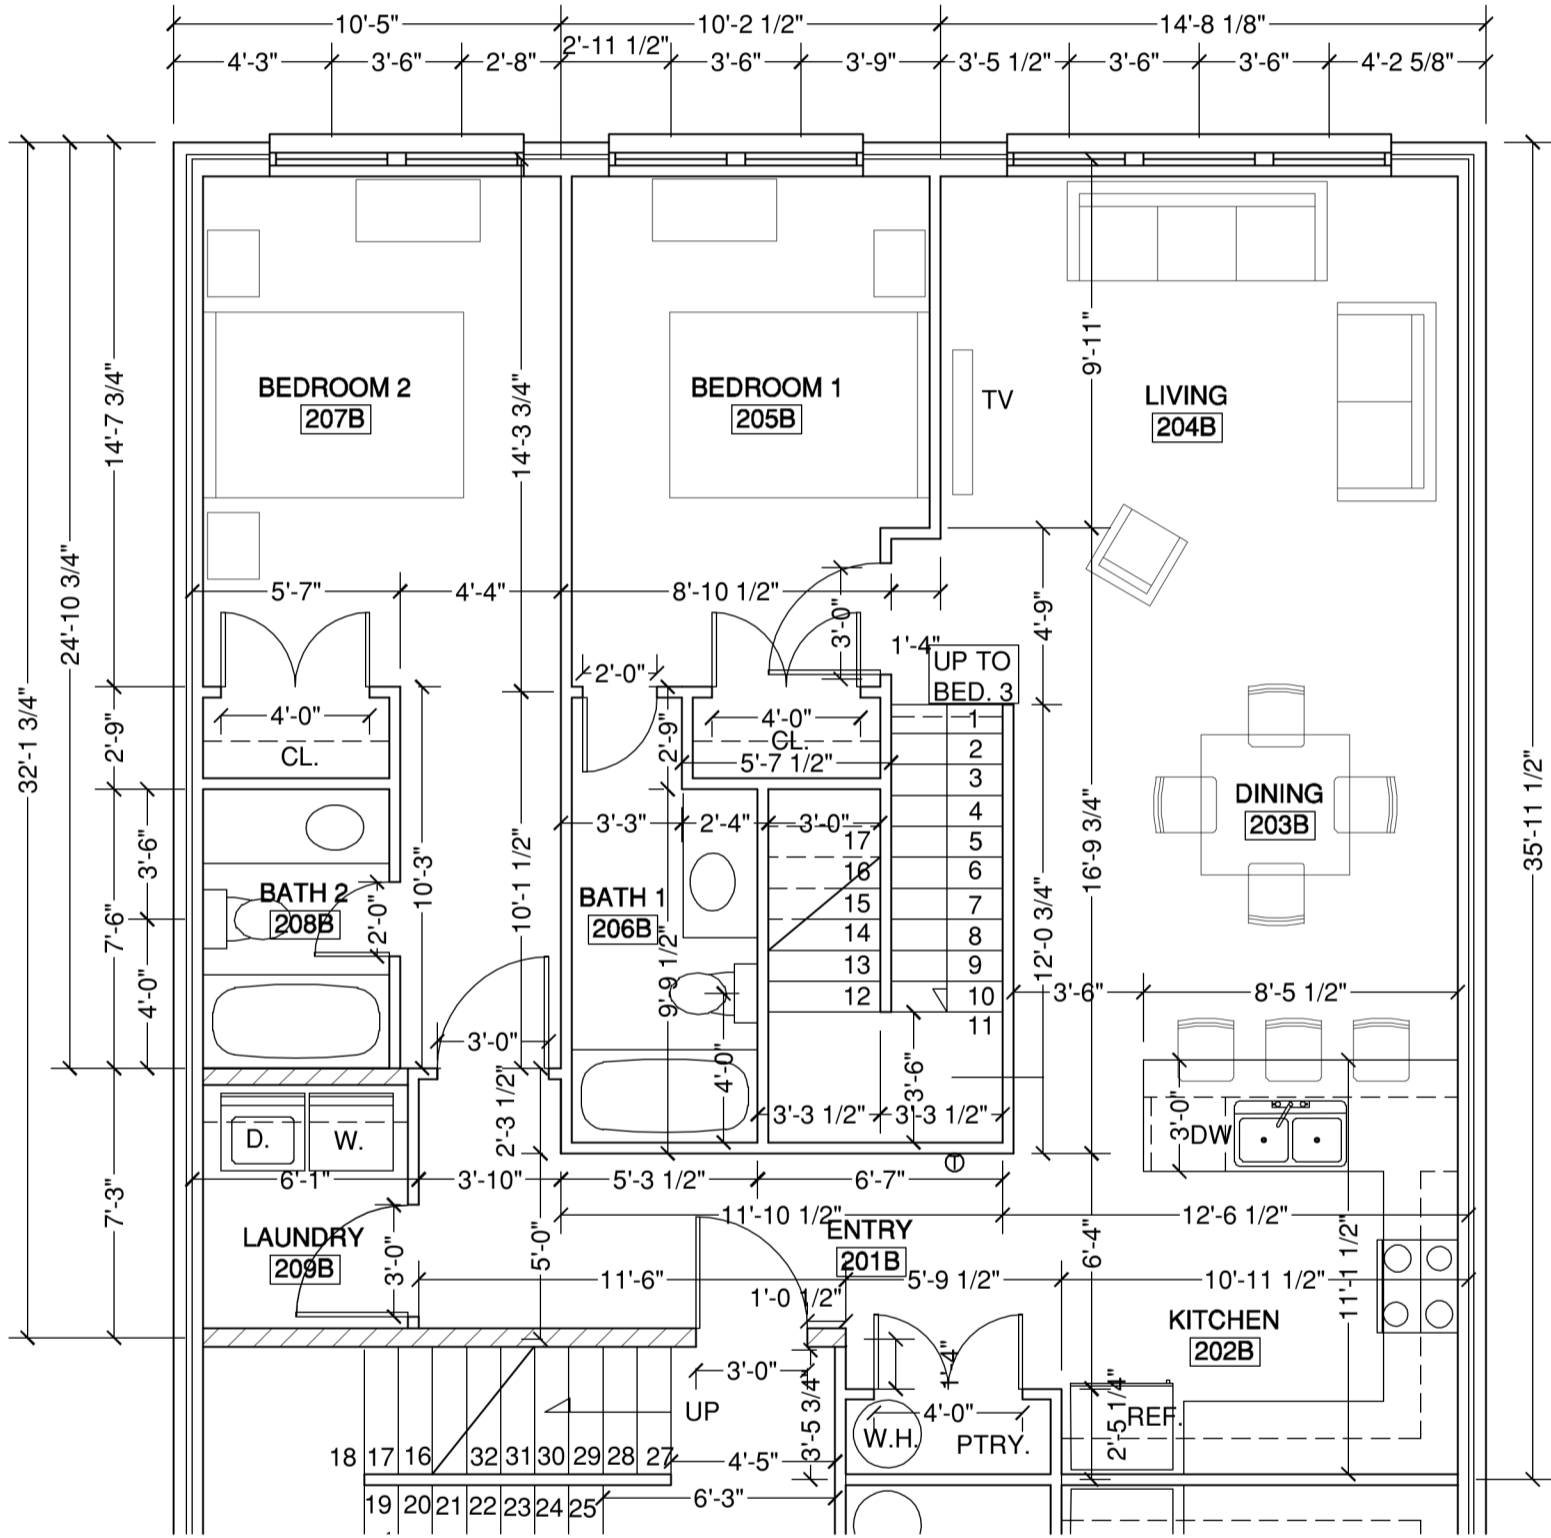 10'-5" 10'-2 1/2" 14'-8 1/8"
2'-11 1/2"
4'-3" 3'-6" 2'-8" 3'-6" 3'-9" 3'-5 1/2" 3'-6" 3'-6" 4'-2 5/8"
32'-1 3/4"
24'-10 3/4"
14'-7 3/4"
14'-3 3/4"
9'-11"
35'-11 1/2"
BEDROOM 2
207B
BEDROOM 1
205B
TV
LIVING
204B
5'-7" 4'-4" 8'-10 1/2"
3'-0"
4'-9"
1'-4"
UP TO
BED. 3
2'-0"
2'-9"
4'-0"
CL.
2'-9"
4'-0"
CL.
5'-7 1/2"
1
2
3
4
5
6
7
8
9
10
11
17
16
15
14
13
12
DINING
203B
16'-9 3/4"
12'-0 3/4"
3'-3" 2'-4" 3'-0"
7'-6"
3'-6"
4'-0"
BATH 2
208B
2'-0"
10'-3"
10'-1 1/2"
BATH 1
206B
9'-9 1/2"
3'-6" 8'-5 1/2"
3'-0"
2'-3 1/2"
4'-0"
3'-6"
3'-3 1/2" 3'-3 1/2"
3'-0"
DW
D. W.
T
7'-3"
6'-1" 3'-10" 5'-3 1/2" 6'-7"
11'-10 1/2" 12'-6 1/2"
LAUNDRY
209B
3'-0"
5'-0"
ENTRY
201B
6'-4"
11'-1 1/2"
11'-6" 5'-9 1/2" 10'-11 1/2"
1'-0 1/2"
KITCHEN
202B
1'-4"
3'-0"
UP
3'-5 3/4"
4'-0"
W.H. PTRY.
2'-5 1/4"
REF.
18 17 16 32 31 30 29 28 27
4'-5"
6'-3"
19 20 21 22 23 24 25